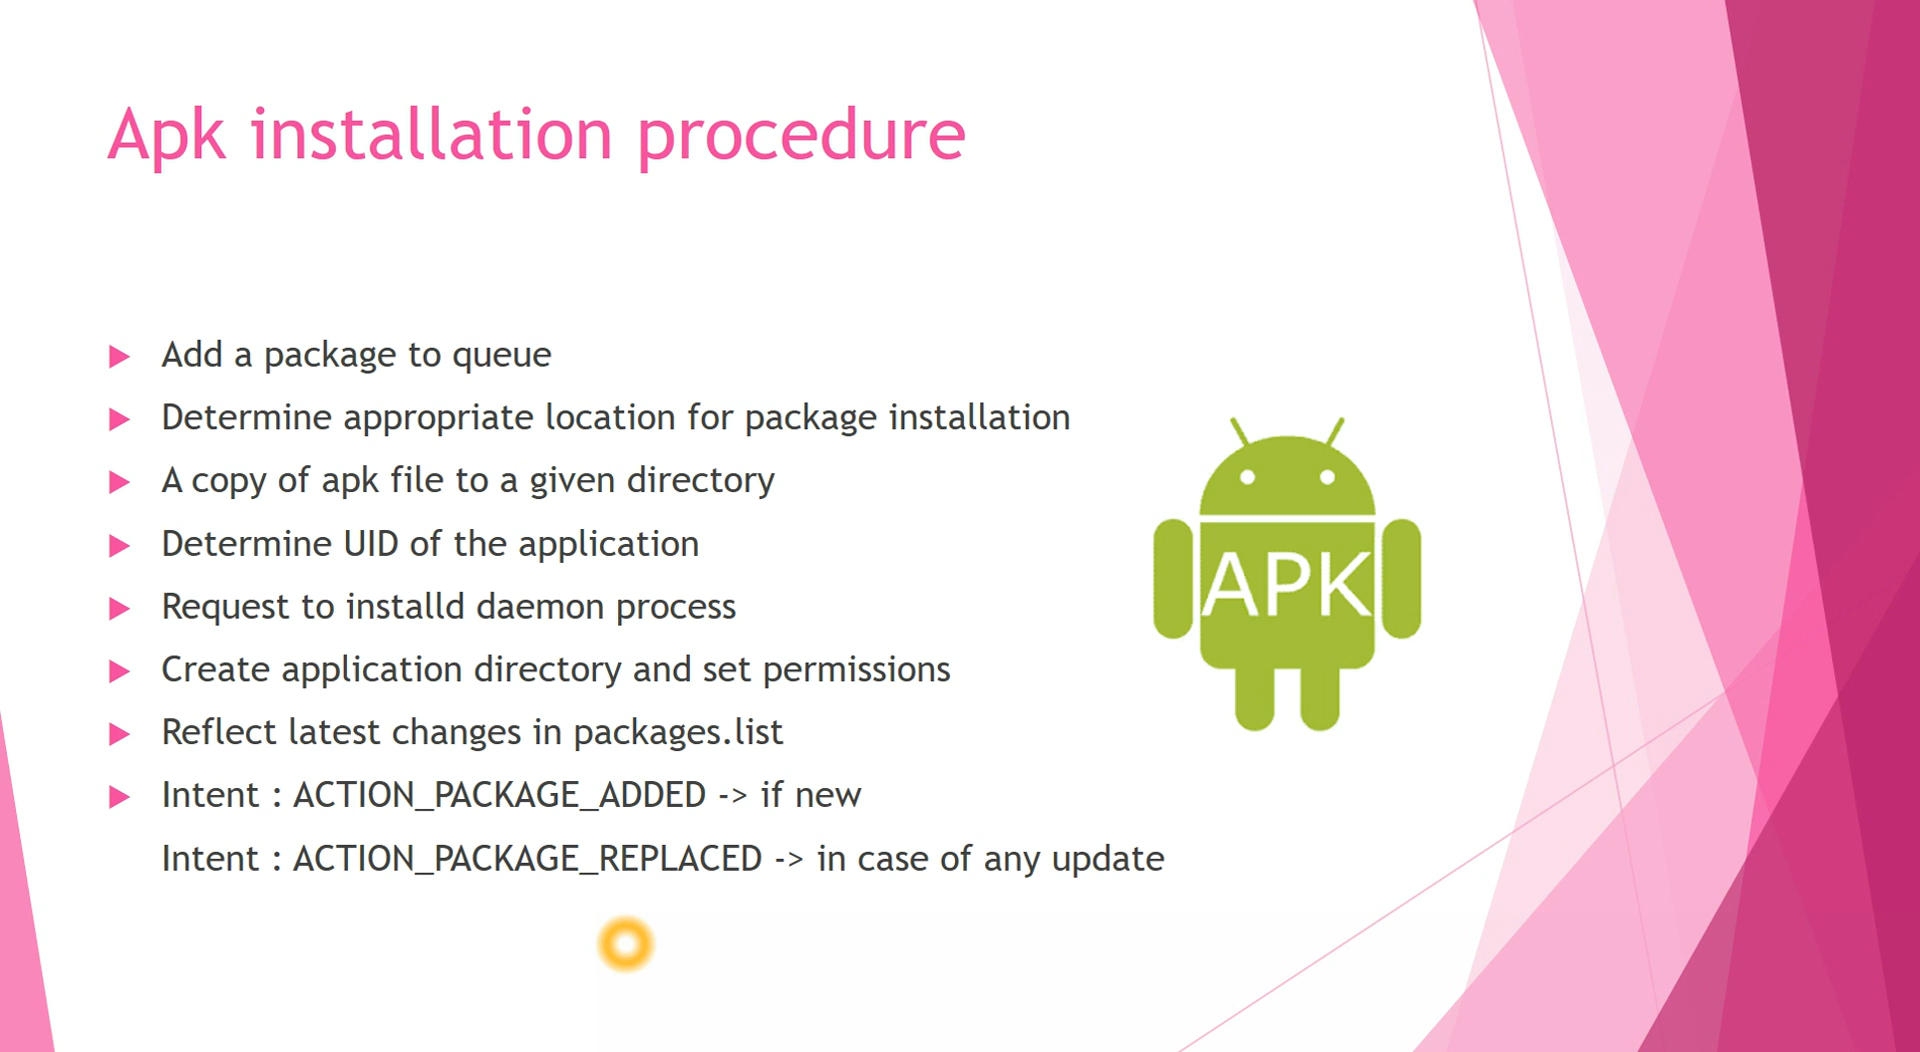 Apk installation procedure
Add a package to queue
Determine appropriate location for package installation
A copy of apk file to a given directory
Determine UID of the application
Request to installd daemon process
Create application directory and set permissions
Reflect latest changes in packages.list
Intent : ACTION_PACKAGE_ADDED -> if new
Intent : ACTION_PACKAGE_REPLACED -> in case of any update
APK